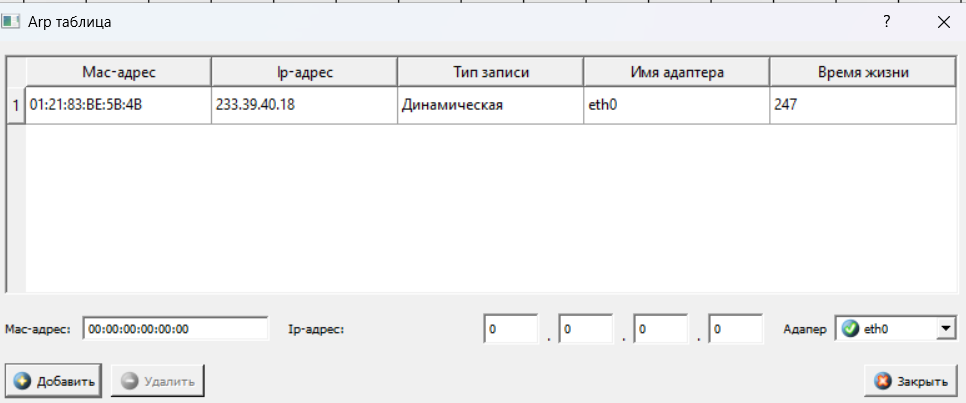 Arp таблица ?
Mac-адрес Ip-адрес Тип записи Имя адаптера Время жизни
1 01:21:83:BE:5B:4B 233.39.40.18 Динамическая eth0 247
Mac-адрес: 00:00:00:00:00:00 Ip-адрес: 0 . 0 . 0 . 0 Адапер eth0
Добавить Удалить Закрыть